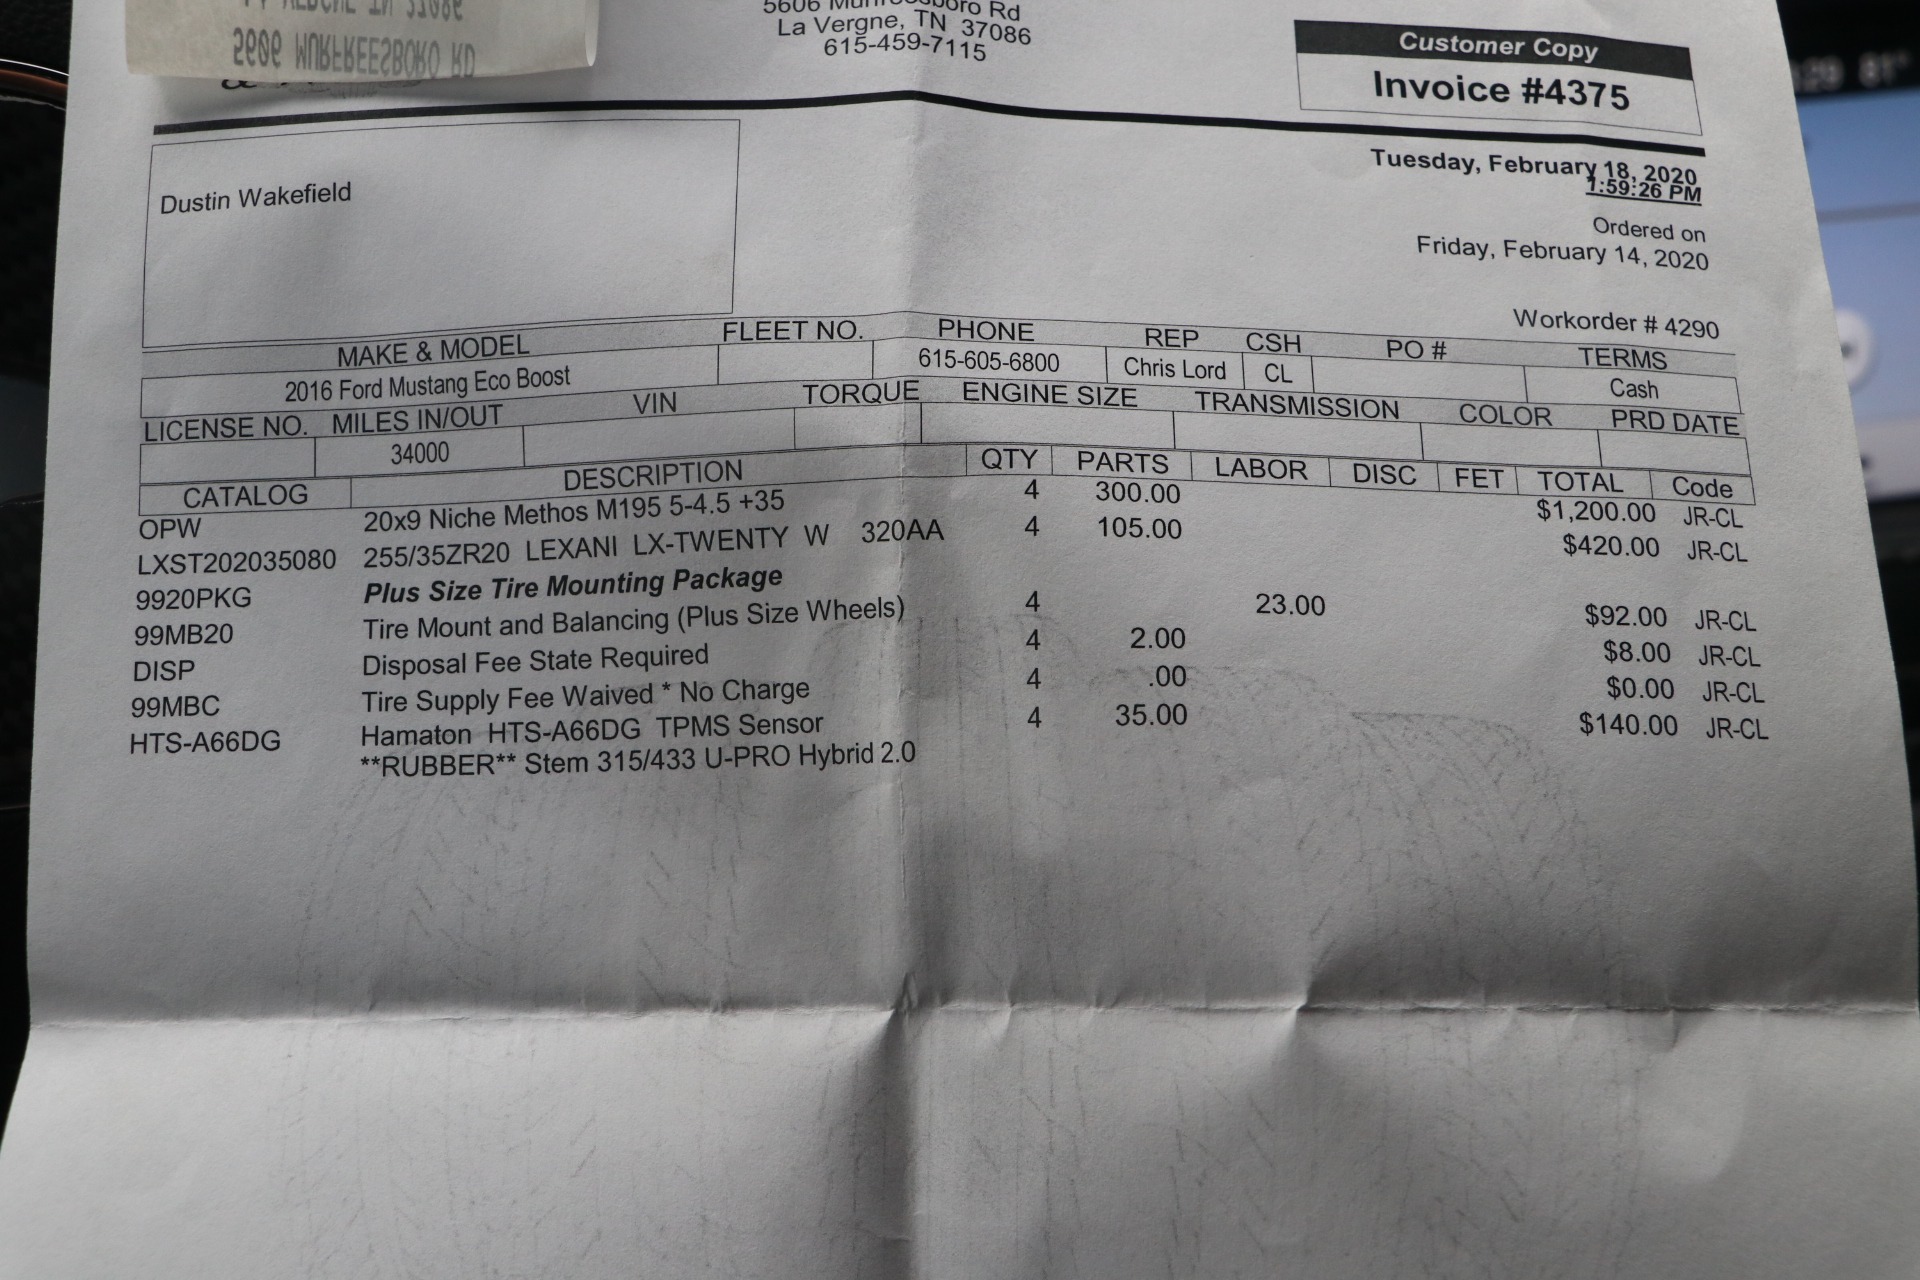 La Vergne, TN 37086
615-459-7115
5606 MURFREESBORO RD
Customer Copy
Invoice #4375
Tuesday, February 18, 2020
1:59:26 PM
Ordered on
Friday, February 14, 2020
Workorder # 4290
Dustin Wakefield
MAKE & MODEL FLEET NO. PHONE REP CSH PO # TERMS
2016 Ford Mustang Eco Boost 615-605-6800 Chris Lord CL Cash
LICENSE NO. MILES IN/OUT VIN TORQUE ENGINE SIZE TRANSMISSION COLOR PRD DATE
34000
CATALOG DESCRIPTION QTY PARTS LABOR DISC FET TOTAL Code
OPW 20x9 Niche Methos M195 5-4.5 +35 4 300.00 $1,200.00 JR-CL
LXST202035080 255/35ZR20 LEXANI LX-TWENTY W 320AA 4 105.00 $420.00 JR-CL
9920PKG Plus Size Tire Mounting Package
99MB20 Tire Mount and Balancing (Plus Size Wheels) 4 23.00 $92.00 JR-CL
DISP Disposal Fee State Required 4 2.00 $8.00 JR-CL
99MBC Tire Supply Fee Waived * No Charge 4 .00 $0.00 JR-CL
HTS-A66DG Hamaton HTS-A66DG TPMS Sensor 4 35.00 $140.00 JR-CL
**RUBBER** Stem 315/433 U-PRO Hybrid 2.0